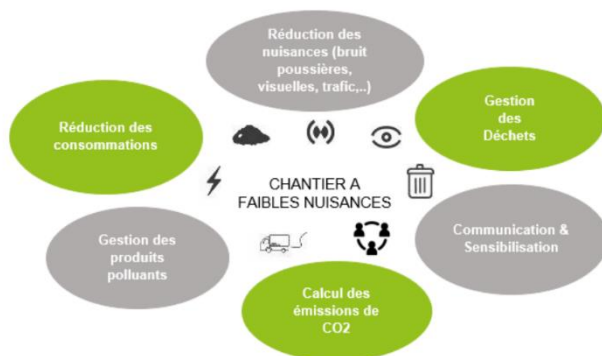 Réduction des
nuisances (bruit
poussières,
visuelles, trafic,..)
Réduction des
consommations
Gestion
des
Déchets
CHANTIER A
FAIBLES NUISANCES
Gestion des
produits
polluants
Communication &
Sensibilisation
Calcul des
émissions de
CO2